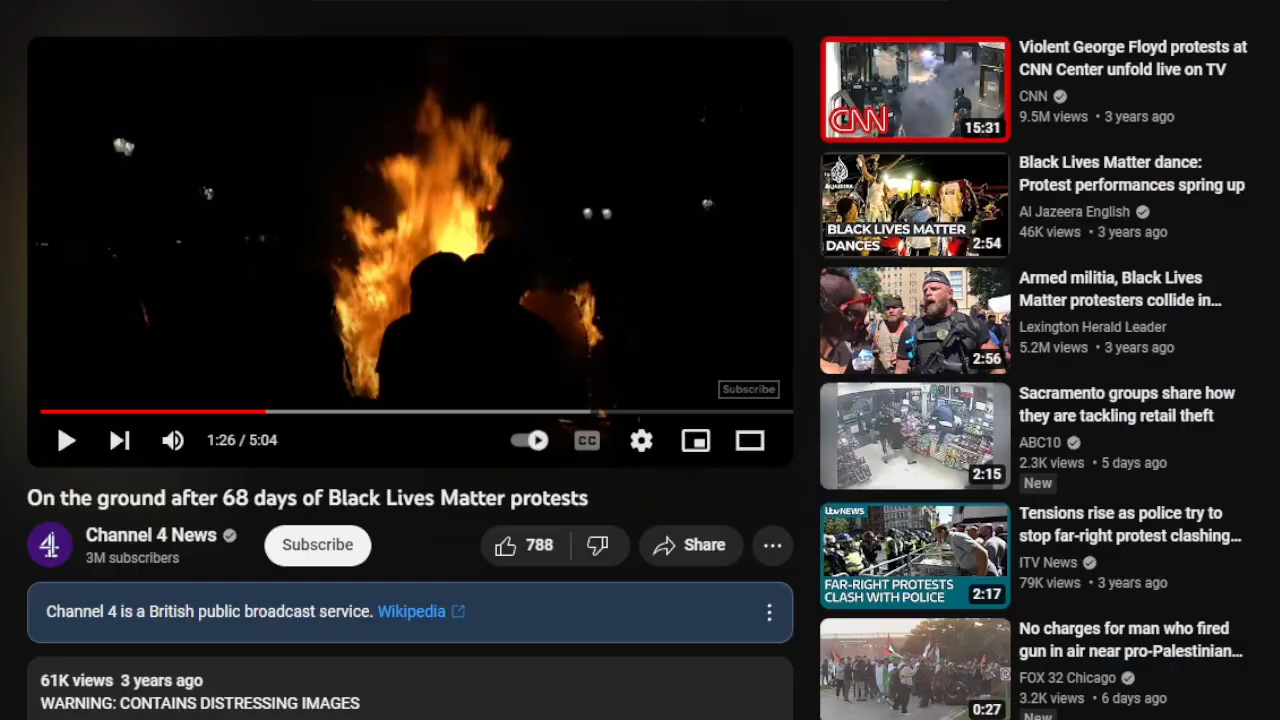 Subscribe
1:26 / 5:04
CC
On the ground after 68 days of Black Lives Matter protests
4
Channel 4 News
3M subscribers
Subscribe
788
Share
Channel 4 is a British public broadcast service. Wikipedia
61K views 3 years ago
WARNING: CONTAINS DISTRESSING IMAGES
CNN
15:31
Violent George Floyd protests at
CNN Center unfold live on TV
CNN
9.5M views • 3 years ago
ALJAZEERA
BLACK LIVES MATTER
DANCES
2:54
Black Lives Matter dance:
Protest performances spring up
Al Jazeera English
46K views • 3 years ago
2:56
Armed militia, Black Lives
Matter protesters collide in...
Lexington Herald Leader
5.2M views • 3 years ago
2:15
Sacramento groups share how
they are tackling retail theft
ABC10
2.3K views • 5 days ago
New
itv NEWS
FAR-RIGHT PROTESTS
CLASH WITH POLICE
2:17
Tensions rise as police try to
stop far-right protest clashing...
ITV News
79K views • 3 years ago
0:27
No charges for man who fired
gun in air near pro-Palestinian...
FOX 32 Chicago
3.2K views • 6 days ago
New